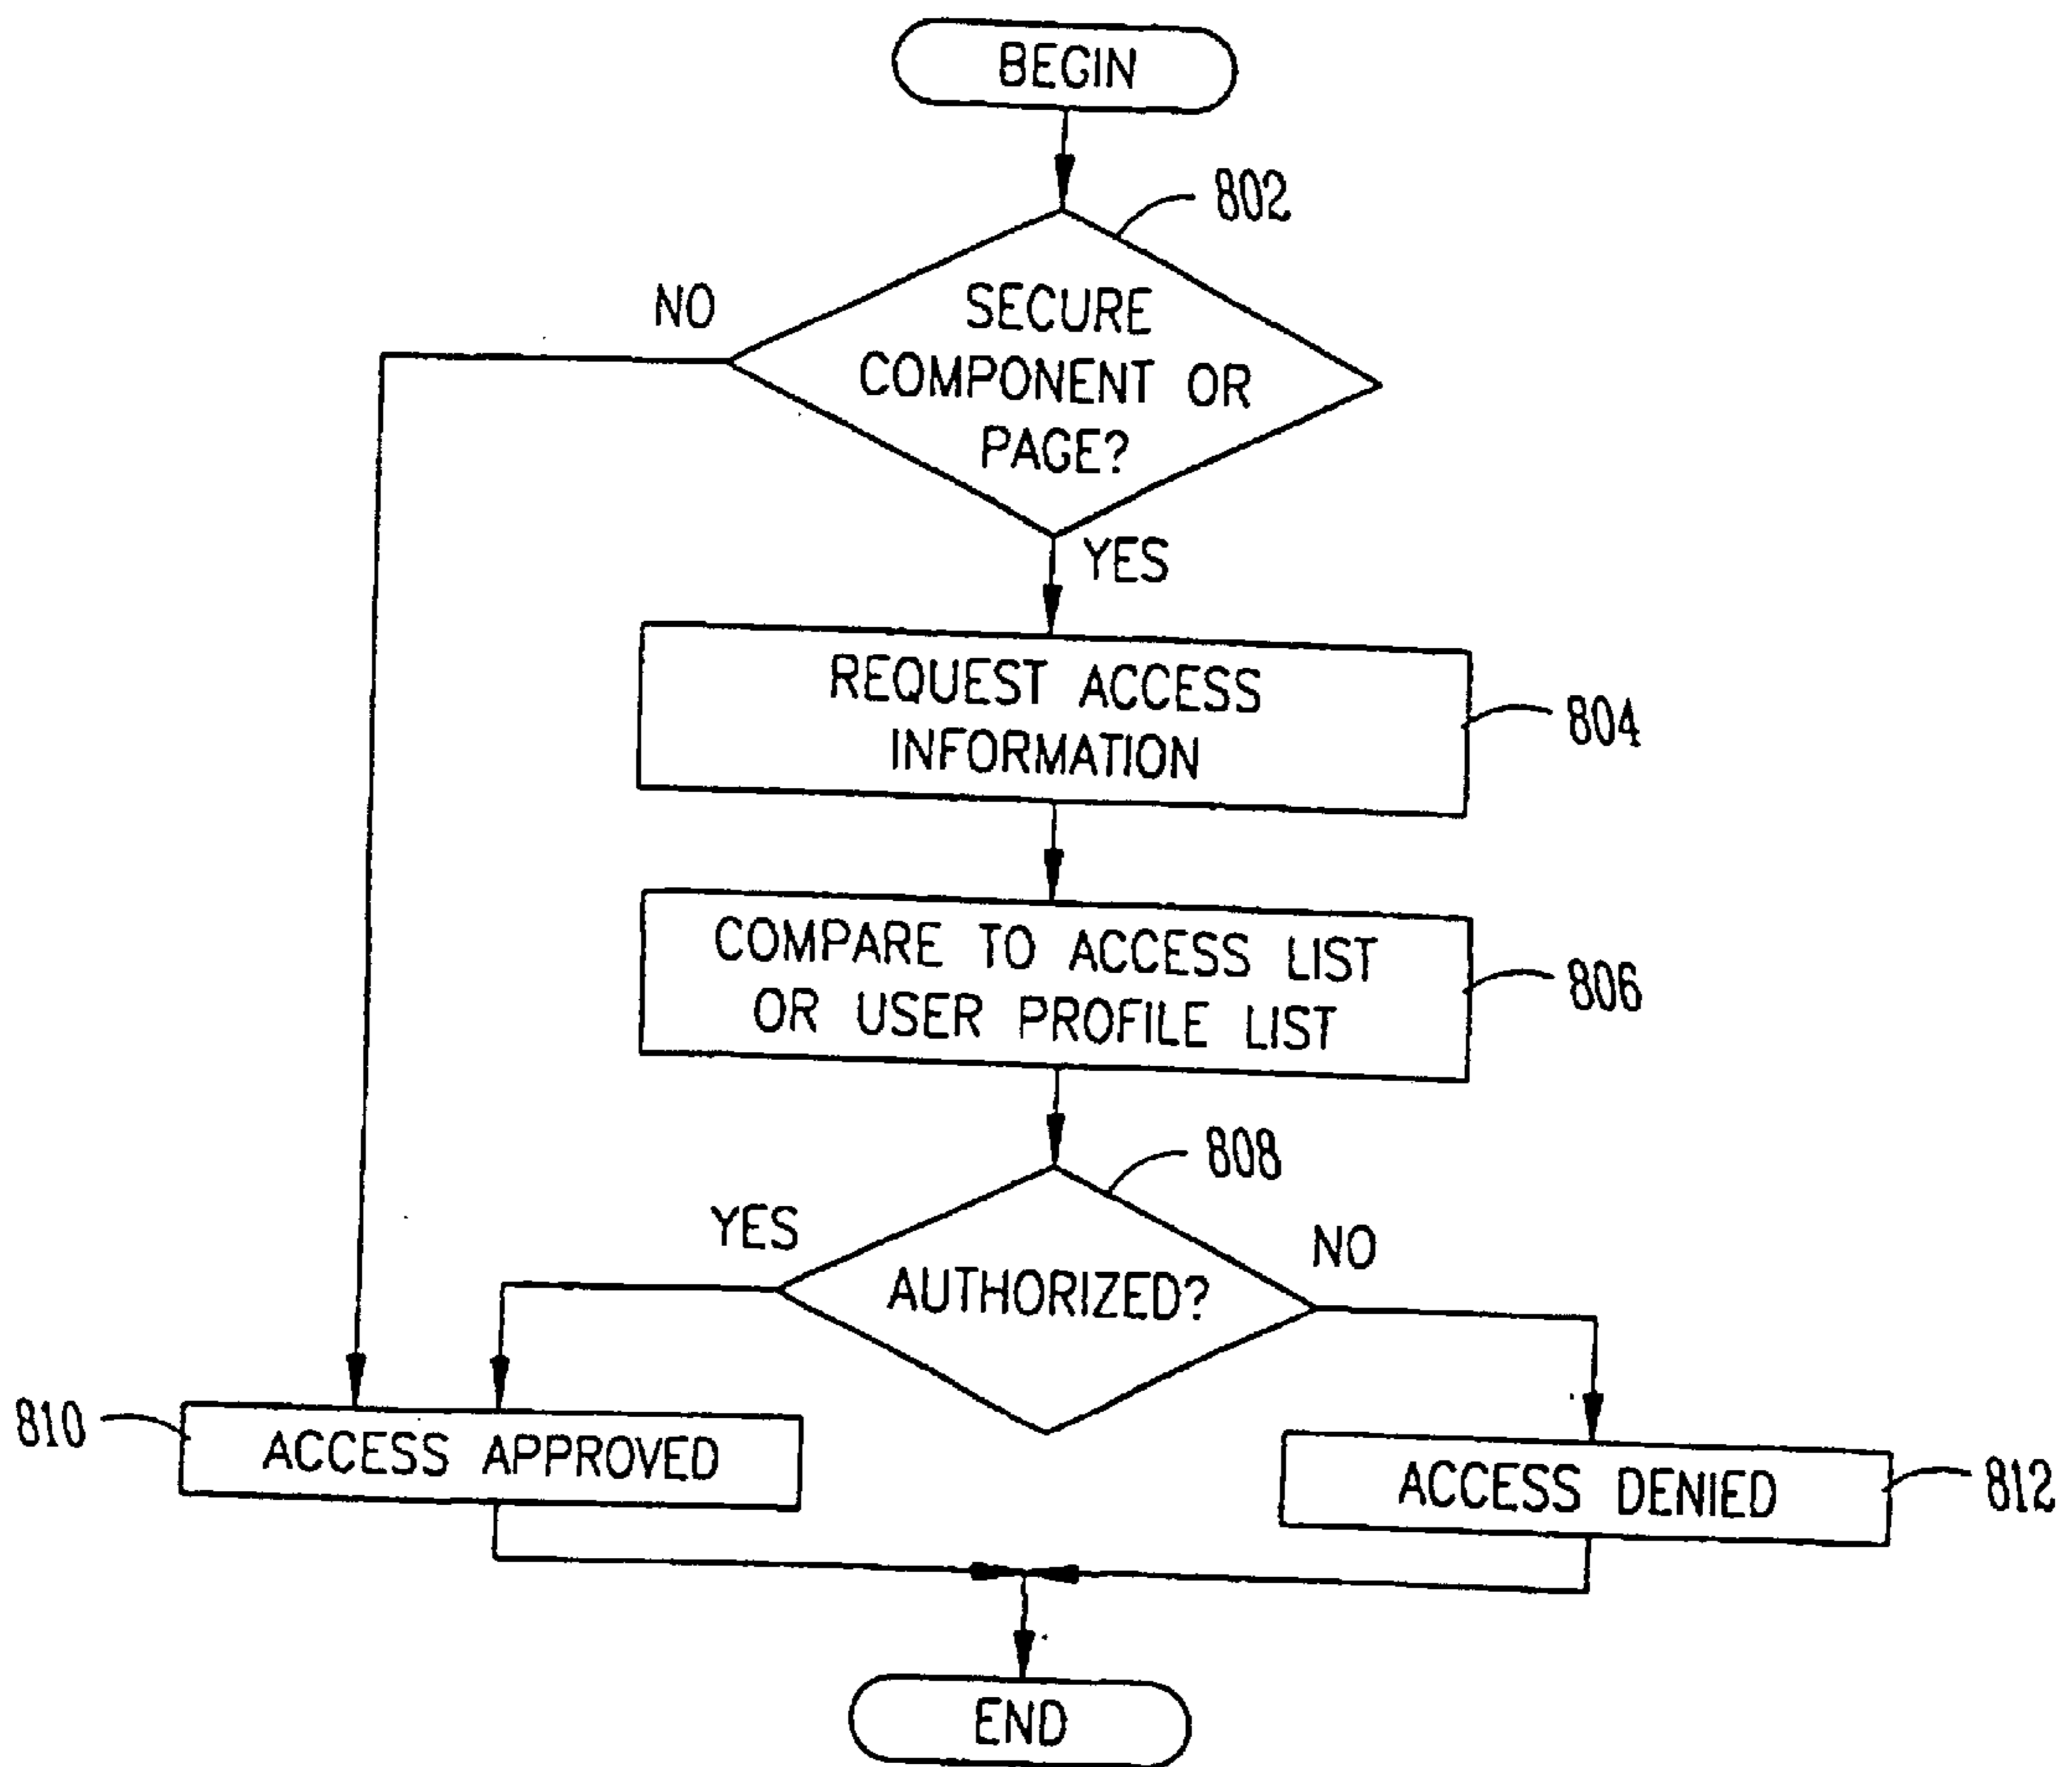 BEGIN
802
NO
SECURE
COMPONENT OR
PAGE?
YES
REQUEST ACCESS
INFORMATION
804
COMPARE TO ACCESS LIST
OR USER PROFILE LIST
806
808
YES
NO
AUTHORIZED?
810
ACCESS APPROVED
ACCESS DENIED
812
END